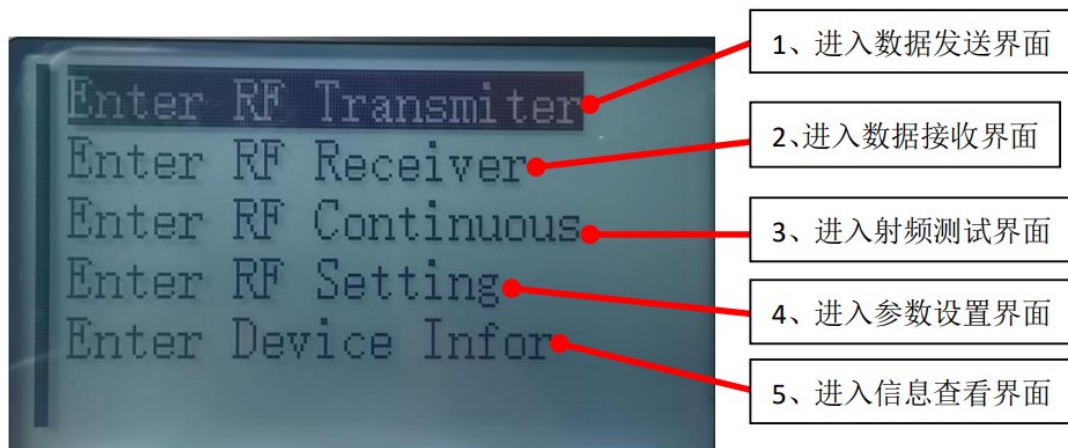 Enter RF Transmiter
Enter RF Receiver
Enter RF Continuous
Enter RF Setting
Enter Device Infor
1、进入数据发送界面
2、进入数据接收界面
3、进入射频测试界面
4、进入参数设置界面
5、进入信息查看界面